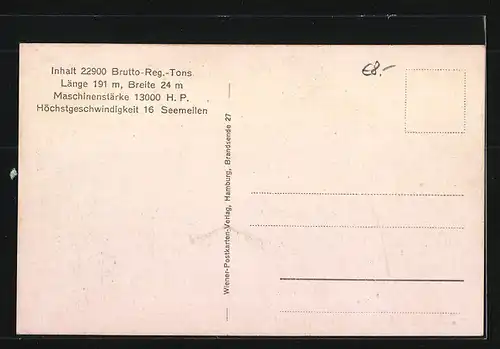 Inhalt 22900 Brutto-Reg.-Tons
Länge 191 m, Breite 24 m
Maschinenstärke 13000 H. P.
Höchstgeschwindigkeit 16 Seemeilen
Wiener-Postkarten-Verlag, Hamburg, Brandsende 27
€8.-